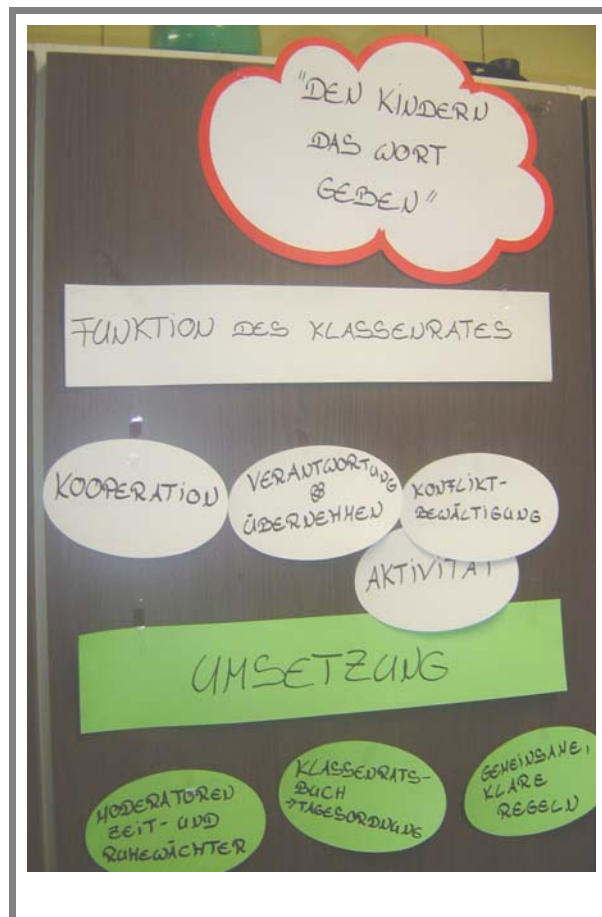 "DEN KINDERN
DAS WORT
GEBEN"
FUNKTION DES KLASSENRATES
KOOPERATION
VERANTWORTUNG
ÜBERNEHMEN
KONFLIKT-
BEWÄLTIGUNG
AKTIVITÄT
UMSETZUNG
MODERATOREN
ZEIT- UND
RUHEWÄCHTER
KLASSENRATS-
BUCH
→TAGESORDNUNG
GEMEINSAME,
KLARE
REGELN